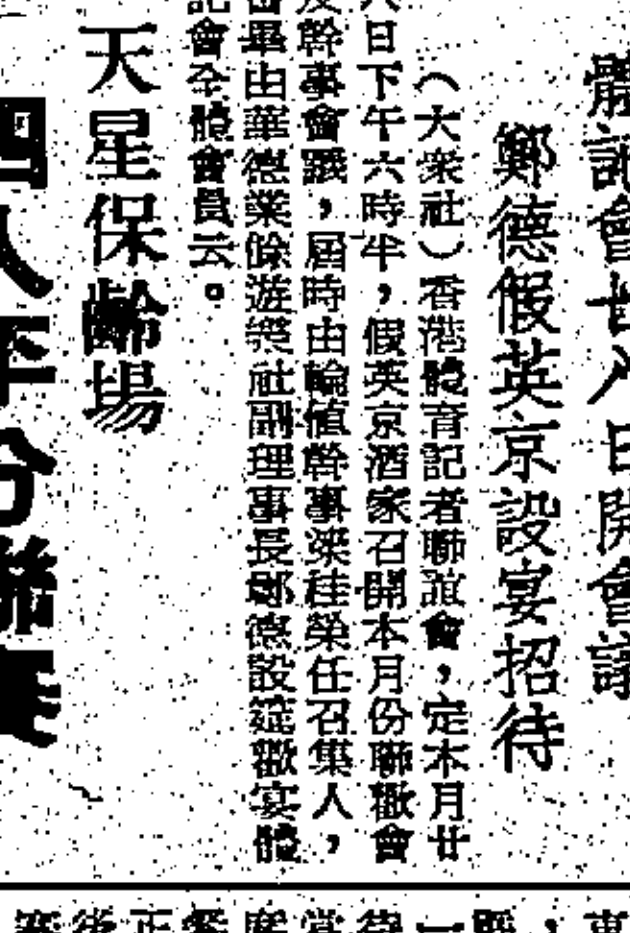 體記會廿八日開會議
鄭德假英京設宴招待
（大衆社）香港體育記者聯誼會，定本月廿
八日下午六時半，假英京酒家召開本月份聯歡會
及幹事會議，屆時由輪值幹事梁桂榮任召集人，
會畢由華德業餘遊樂社副理事長鄭德設筵歡宴體
記會全體會員云。
天星保齡場